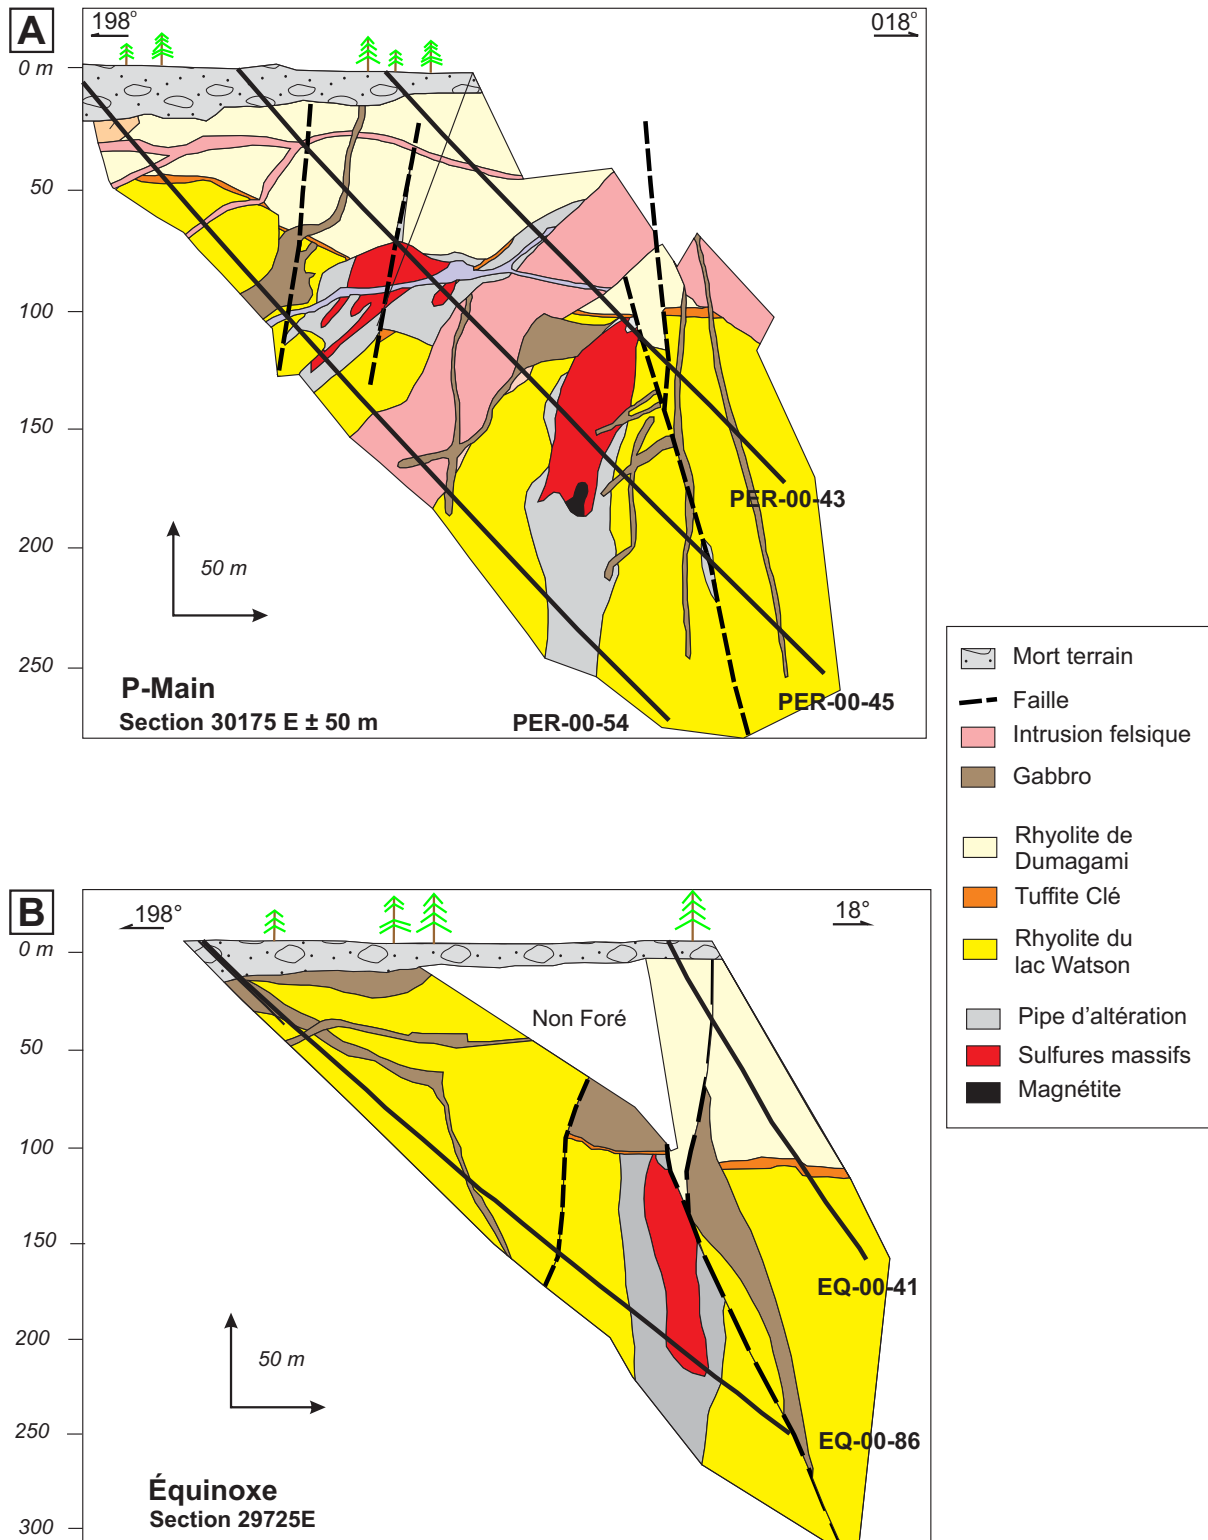 A
198°
018°
0 m
50
100
150
200
250
50 m
PER-00-43
PER-00-45
PER-00-54
P-Main
Section 30175 E ± 50 m
Mort terrain
Faille
Intrusion felsique
Gabbro
Rhyolite de
Dumagami
Tuffite Clé
Rhyolite du
lac Watson
Pipe d'altération
Sulfures massifs
Magnétite
B
198°
18°
0 m
50
100
150
200
250
300
Non Foré
50 m
EQ-00-41
EQ-00-86
Équinoxe
Section 29725E